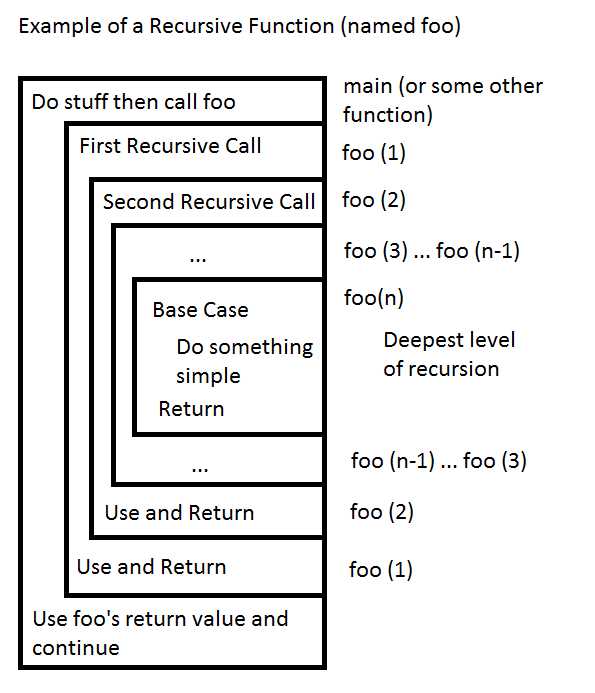 Example of a Recursive Function (named foo)
Do stuff then call foo
main (or some other
function)
First Recursive Call
foo (1)
Second Recursive Call
foo (2)
...
foo (3) ... foo (n-1)
foo(n)
Base Case
Do something
simple
Deepest level
of recursion
Return
...
foo (n-1) ... foo (3)
Use and Return
foo (2)
Use and Return
foo (1)
Use foo's return value and
continue